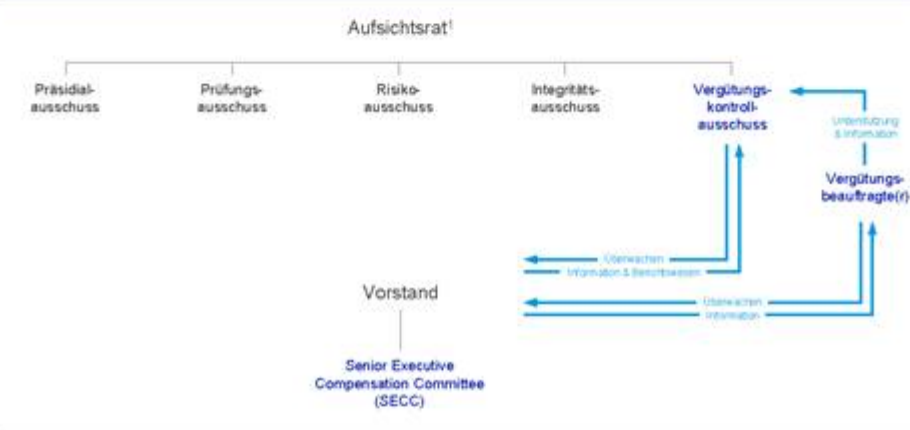 Aufsichtsrat¹
Präsidial-
ausschuss
Prüfungs-
ausschuss
Risiko-
ausschuss
Integritäts-
ausschuss
Vergütungs-
kontroll-
ausschuss
Unterstützung
& Information
Vergütungs-
beauftragte(r)
Überwachen
Information & Berichtswesen
Vorstand
Überwachen
Information
Senior Executive
Compensation Committee
(SECC)